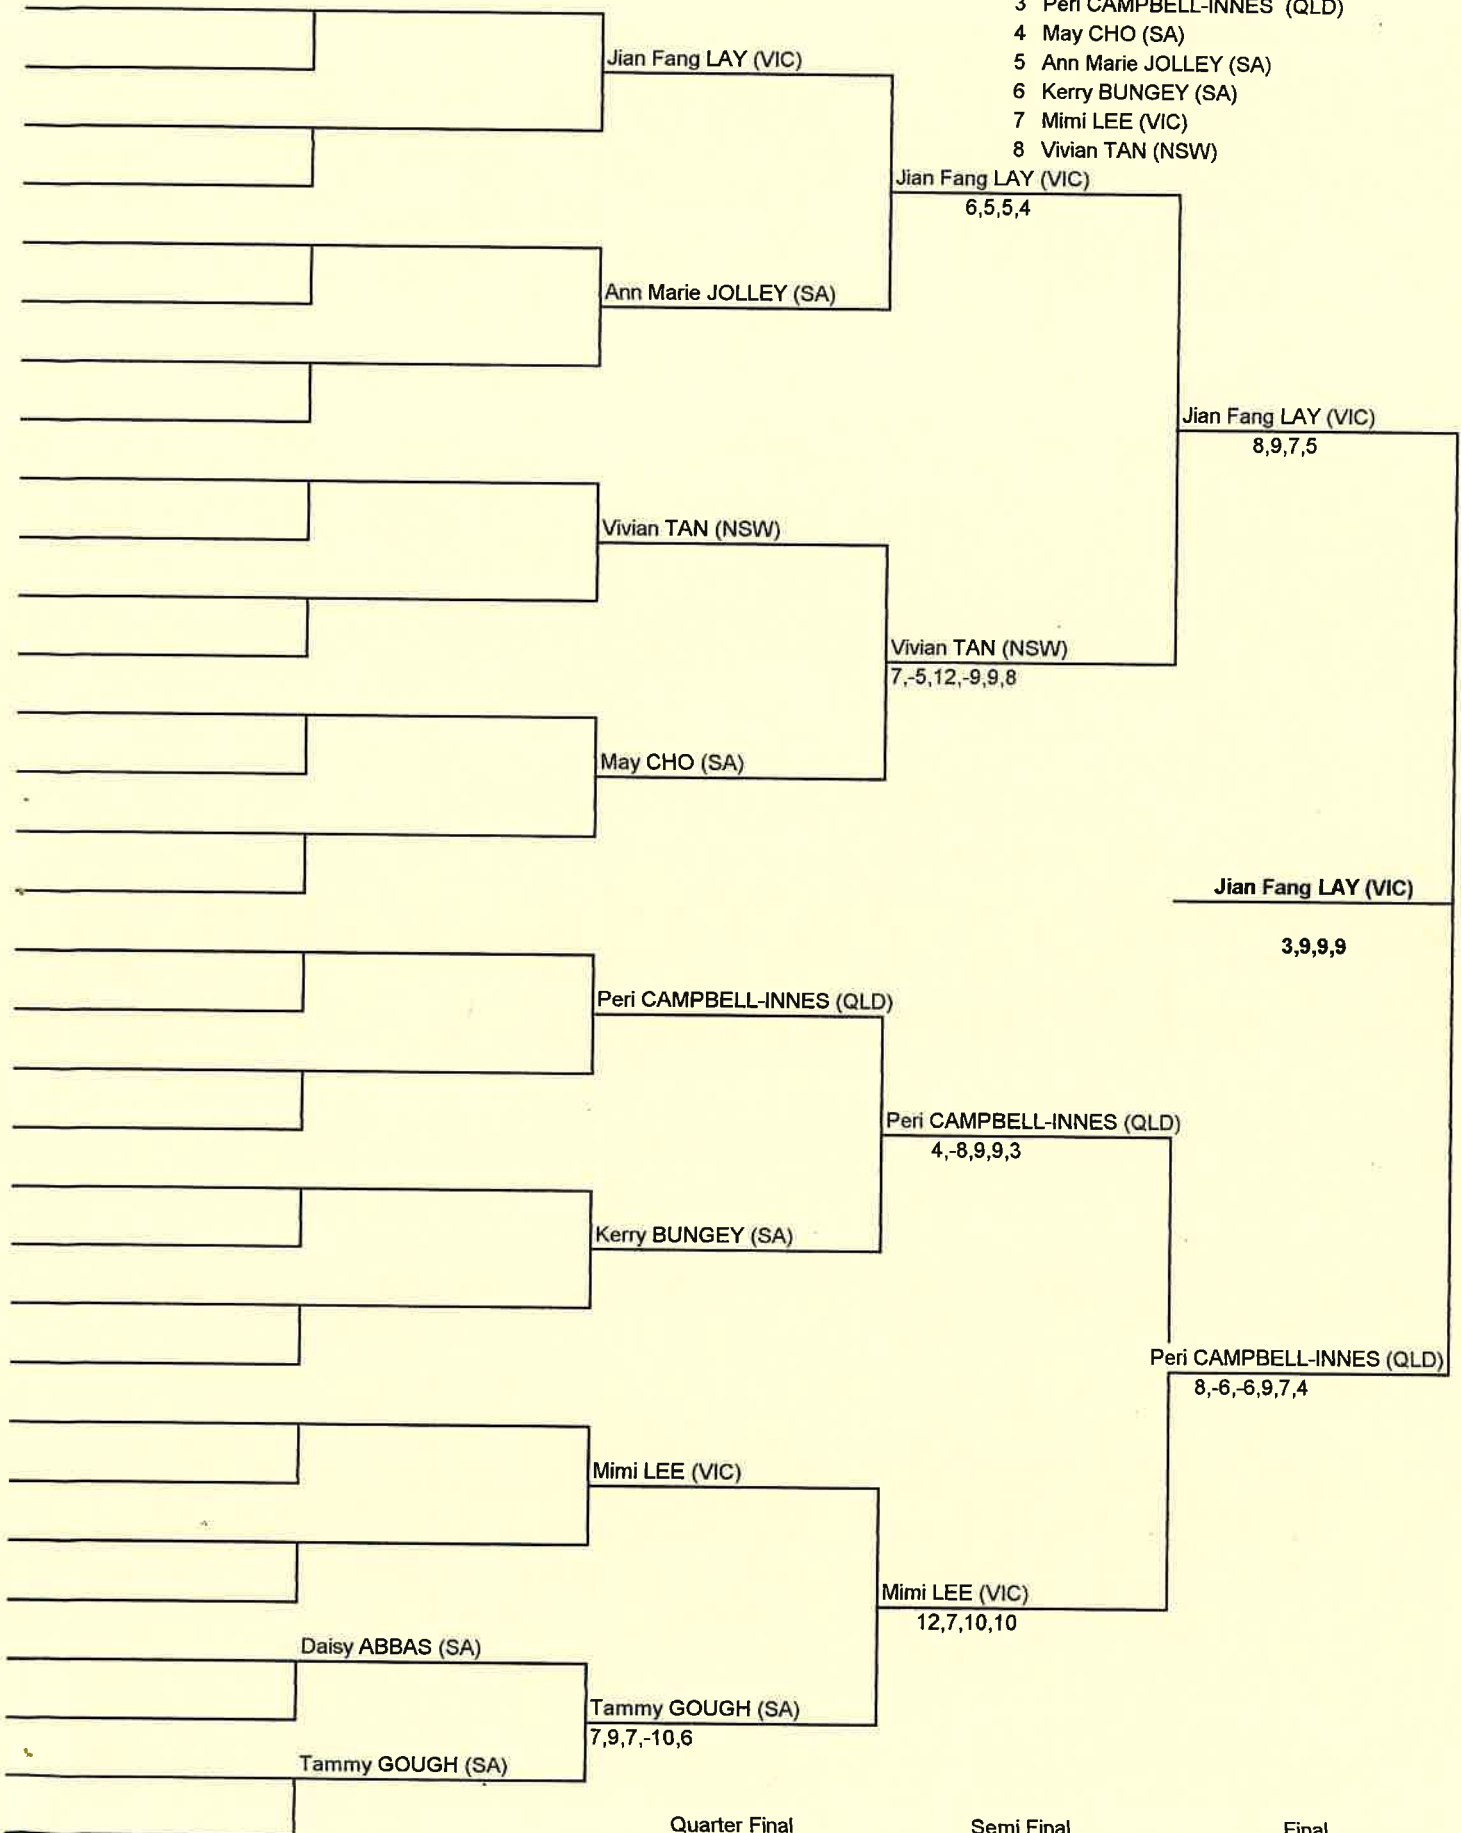 3 Peri CAMPBELL-INNES (QLD)
4 May CHO (SA)
5 Ann Marie JOLLEY (SA)
6 Kerry BUNGEY (SA)
7 Mimi LEE (VIC)
8 Vivian TAN (NSW)
Jian Fang LAY (VIC)
Jian Fang LAY (VIC)
6,5,5,4
Ann Marie JOLLEY (SA)
Jian Fang LAY (VIC)
8,9,7,5
Vivian TAN (NSW)
Vivian TAN (NSW)
7,-5,12,-9,9,8
May CHO (SA)
Jian Fang LAY (VIC)
3,9,9,9
Peri CAMPBELL-INNES (QLD)
Peri CAMPBELL-INNES (QLD)
4,-8,9,9,3
Kerry BUNGEY (SA)
Peri CAMPBELL-INNES (QLD)
8,-6,-6,9,7,4
Mimi LEE (VIC)
Mimi LEE (VIC)
12,7,10,10
Daisy ABBAS (SA)
Tammy GOUGH (SA)
7,9,7,-10,6
Tammy GOUGH (SA)
Quarter Final Semi Final Final